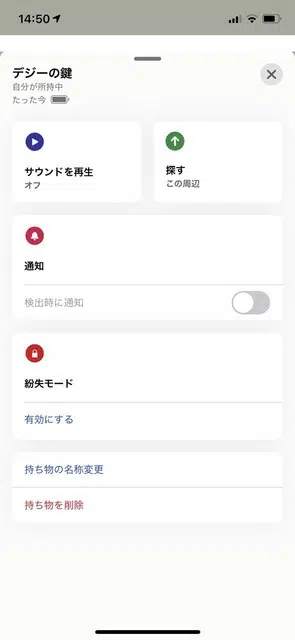 14:50
デジーの鍵
自分が所持中
たった今
サウンドを再生
オフ
探す
この周辺
通知
検出時に通知
紛失モード
有効にする
持ち物の名称変更
持ち物を削除